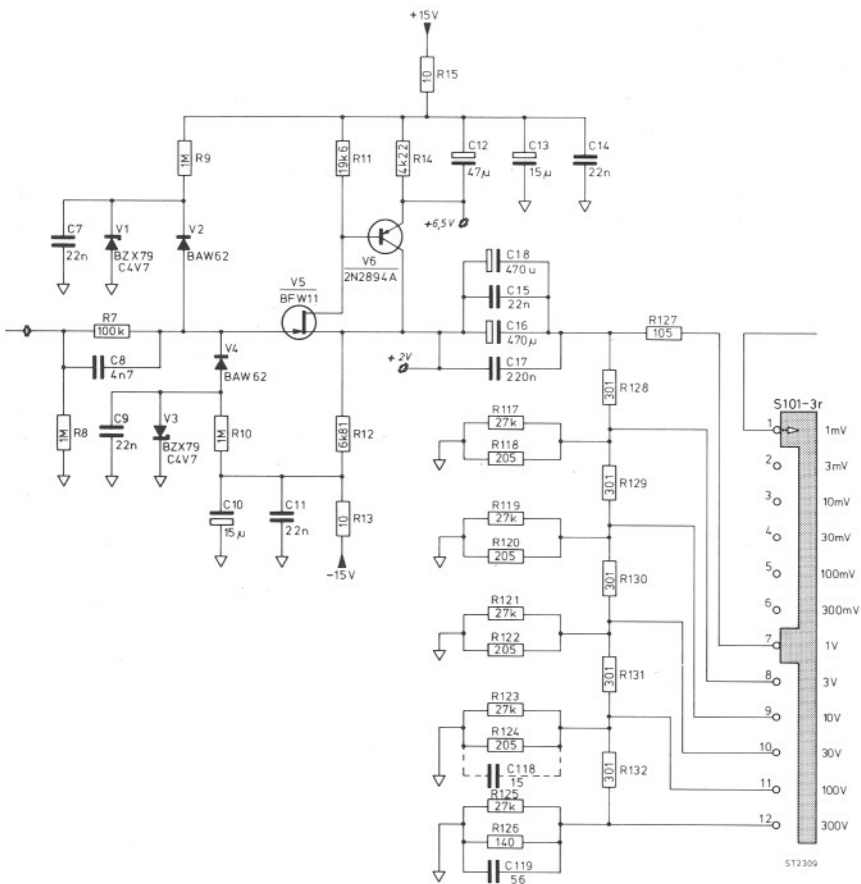 +15V
10 R15
1M R9
19k6 R11
4k22 R14
C12 47µ
C13 15µ
C14 22n
C7 22n
V1 BZX79 C4V7
V2 BAW62
+6,5V
V6 2N2894A
V5 BFW11
C18 470u
C15 22n
C16 470µ
C17 220n
R7 100k
C8 4n7
V4 BAW62
+2V
R127 105
1M R8
C9 22n
V3 BZX79 C4V7
1M R10
6k81 R12
C10 15µ
C11 22n
10 R13
-15V
301 R128
R117 27k
R118 205
301 R129
R119 27k
R120 205
301 R130
R121 27k
R122 205
301 R131
R123 27k
R124 205
C118 15
301 R132
R125 27k
R126 140
C119 56
S101-3r
1 1mV
2 3mV
3 10mV
4 30mV
5 100mV
6 300mV
7 1V
8 3V
9 10V
10 30V
11 100V
12 300V
ST2309